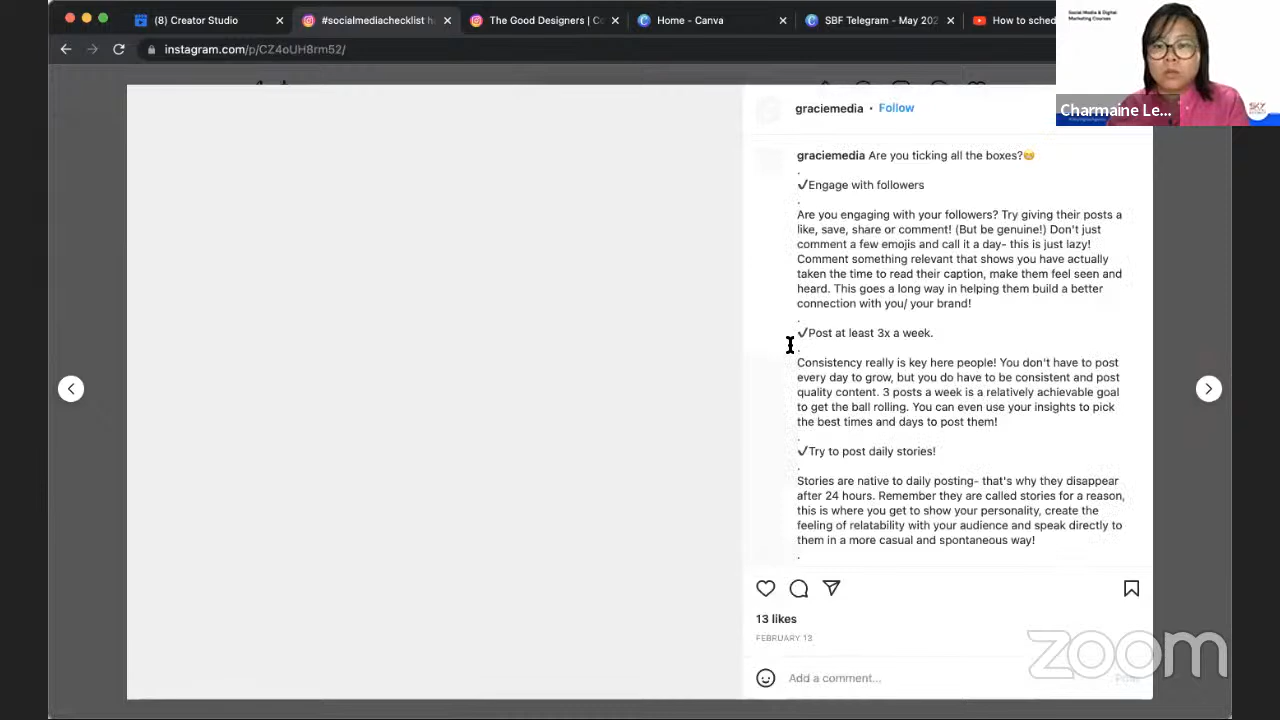 (8) Creator Studio
#socialmediamarket
The Good Brand | Co
Home - Canva
SF Telegram - May 202
How to sched
instagram.com/p/CZ4oUH8rm52/
Social Media & Digital
Marketing Courses
Charmaine Le...
SKY
graciemedia • Follow
graciemedia Are you ticking all the boxes?😏
.
✓Engage with followers
.
Are you engaging with your followers? Try giving their posts a
like, save, share or comment! (But be genuine!) Don't just
comment a few emojis and call it a day- this is just lazy!
Comment something relevant that shows you have actually
taken the time to read their caption, make them feel seen and
heard. This goes a long way in helping them build a better
connection with you/ your brand!
.
✓Post at least 3x a week.
.
Consistency really is key here people! You don't have to post
every day to grow, but you do have to be consistent and post
quality content. 3 posts a week is a relatively achievable goal
to get the ball rolling. You can even use your insights to pick
the best times and days to post them!
.
✓Try to post daily stories!
.
Stories are native to daily posting- that's why they disappear
after 24 hours. Remember they are called stories for a reason,
this is where you get to show your personality, create the
feeling of relatability with your audience and speak directly to
them in a more casual and spontaneous way!
.
13 likes
FEBRUARY 13
Add a comment...
Post
zoom